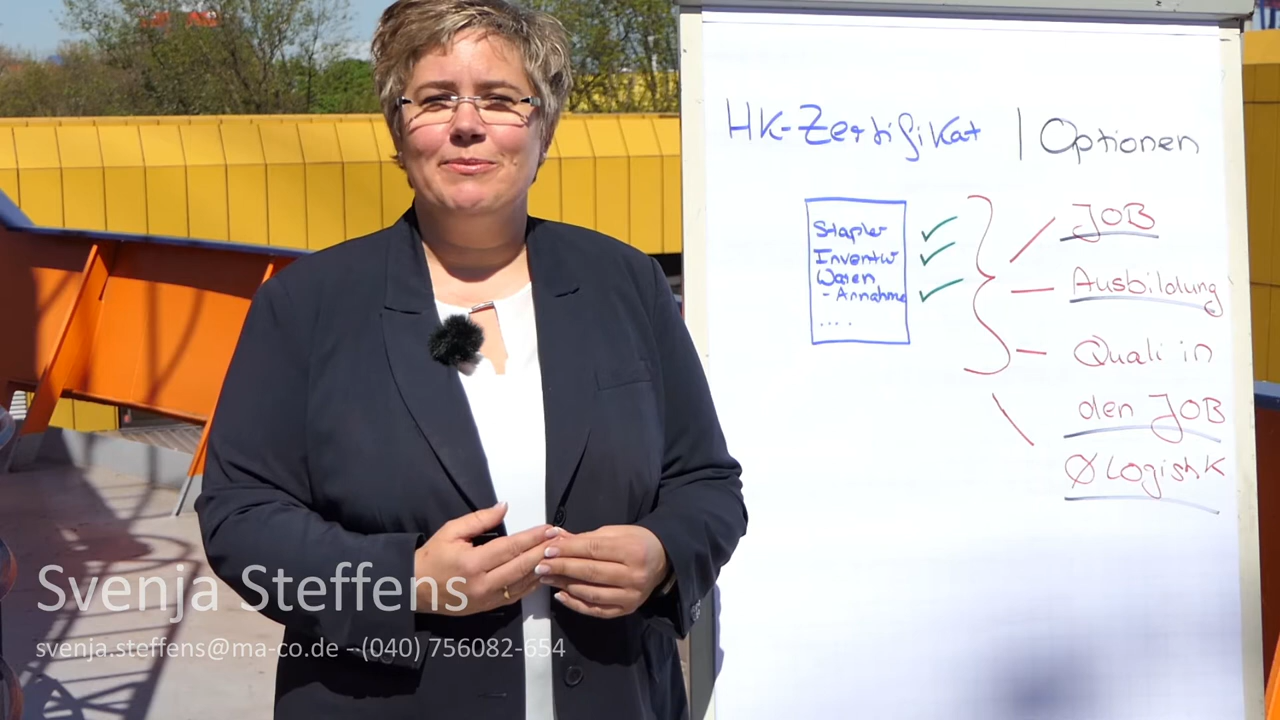 HK-Zertifikat | Optionen
Stapler
Inventur
Waren
- Annahme
....
JOB
Ausbildung
Quali in
den JOB
Ø Logistik
Svenja Steffens
svenja.steffens@ma-co.de - (040) 756082-654